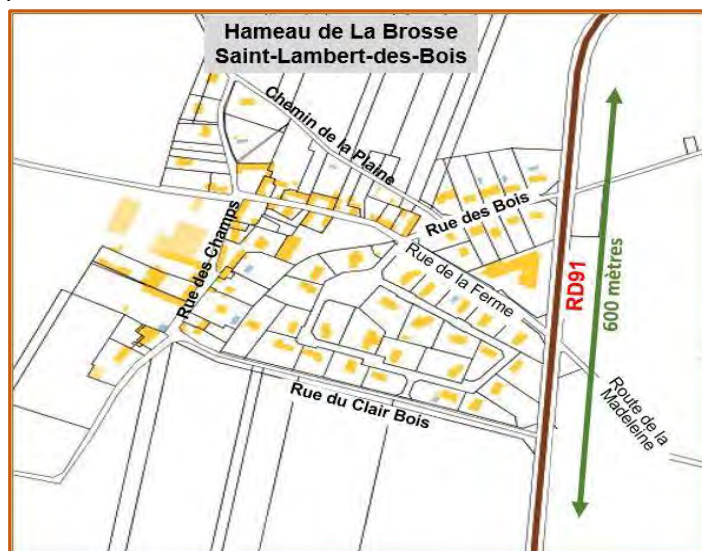 Hameau de La Brosse
Saint-Lambert-des-Bois
Chemin de la Plaine
Rue des Bois
Rue des Champs
Rue de la Ferme
RD91
600 mètres
Route de la
Madeleine
Rue du Clair Bois